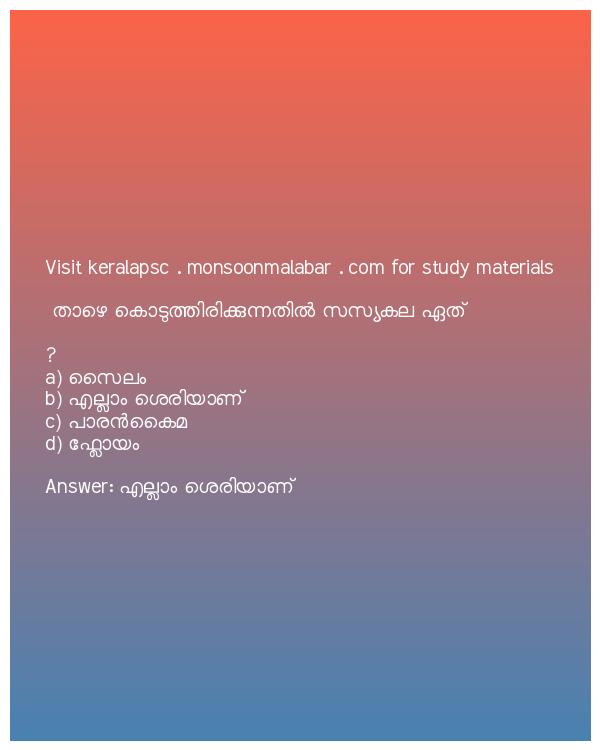 Visit keralapsc . monsoonmalabar . com for study materials
താഴെ കൊടുത്തിരിക്കുന്നതിൽ സസ്യകല ഏത്
?
a) സൈലം
b) എല്ലാം ശെരിയാണ്
c) പാരൻകൈമ
d) ഫ്ലോയം
Answer: എല്ലാം ശെരിയാണ്